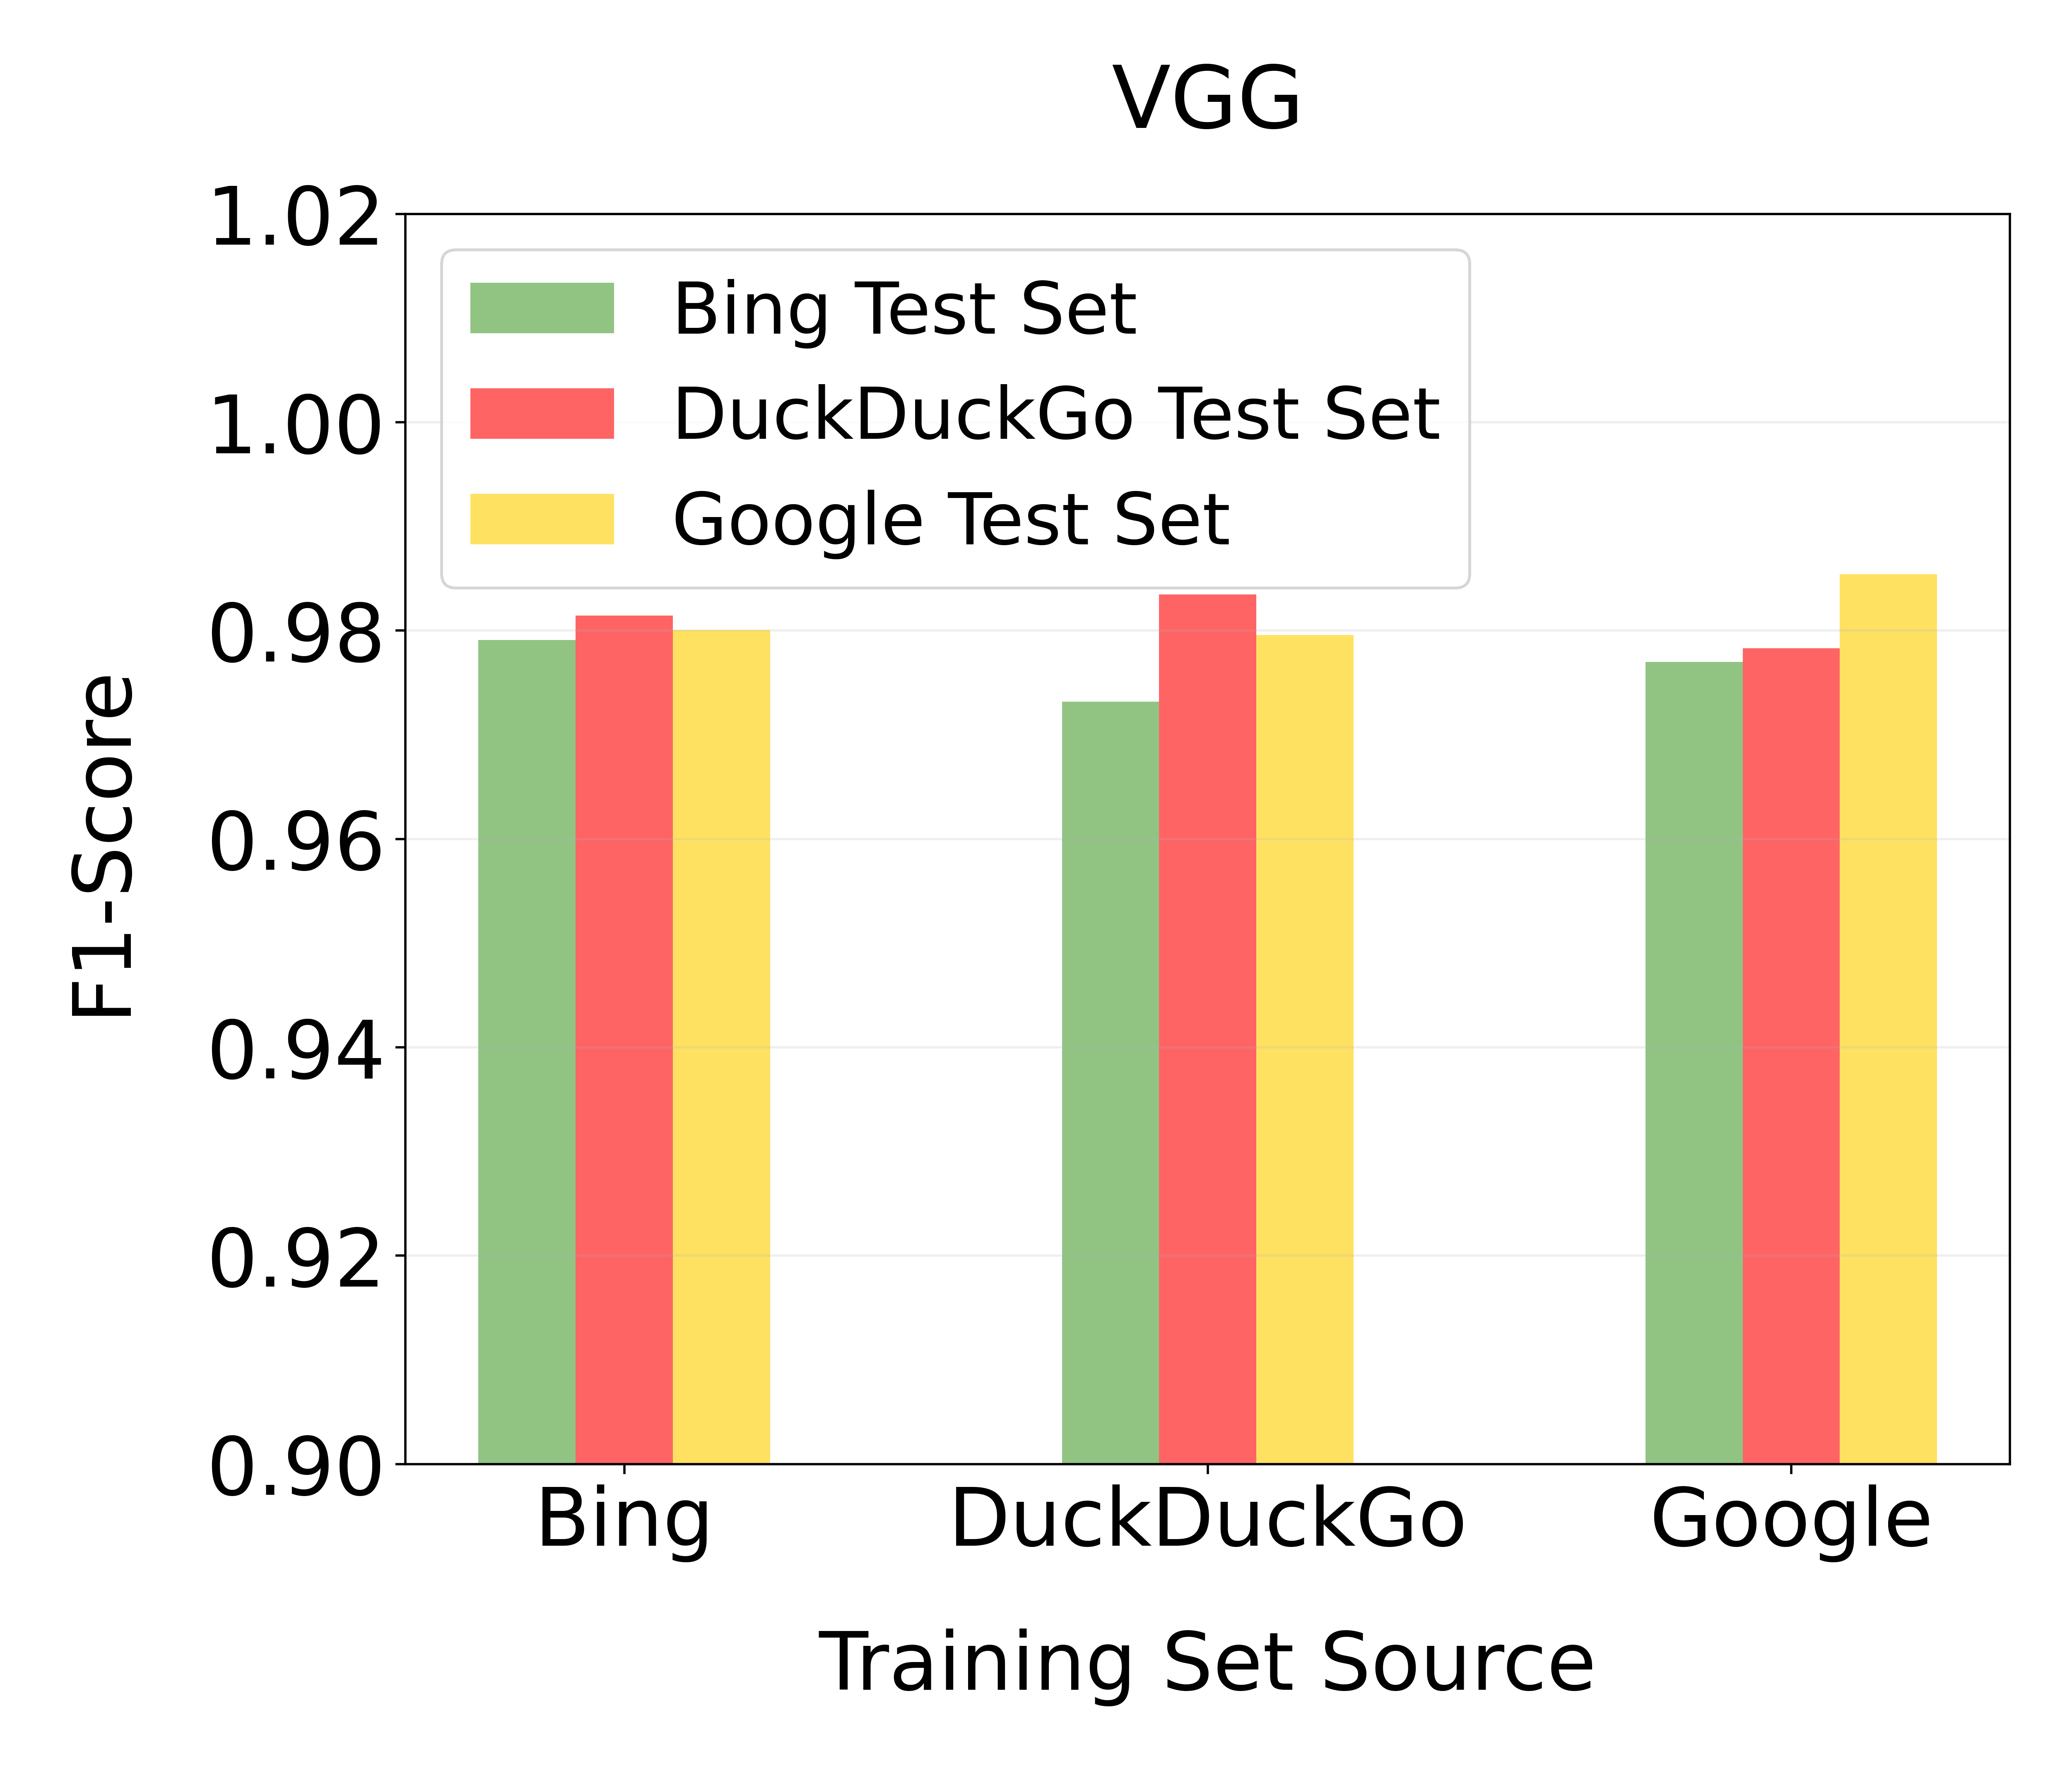 VGG
1.02
1.00
0.98
0.96
0.94
0.92
0.90
F1-Score
Bing Test Set
DuckDuckGo Test Set
Google Test Set
Bing
DuckDuckGo
Google
Training Set Source